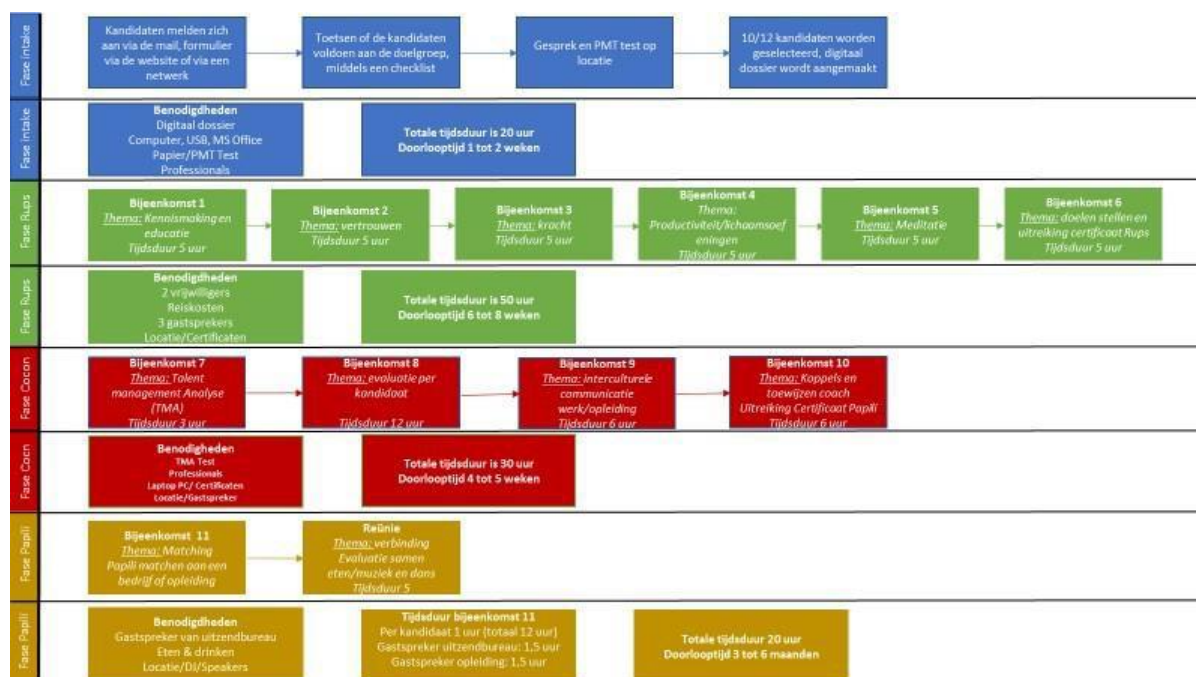 Fase intake
Kandidaten melden zich
aan via de mail, formulier
via de website of via een
netwerk
Toetsen of de kandidaten
voldoen aan de doelgroep,
middels een checklist
Gesprek en PMT test op
locatie
10/12 kandidaten worden
geselecteerd, digitaal
dossier wordt aangemaakt
Fase Intake
Benodigdheden
Digitaal dossier
Computer, USB, MS Office
Papier/PMT Test
Professionals
Totale tijdsduur is 20 uur
Doorlooptijd 1 tot 2 weken
Fase Rups
Bijeenkomst 1
Thema: Kennismaking en
educatie
Tijdsduur 5 uur
Bijeenkomst 2
Thema: vertrouwen
Tijdsduur 5 uur
Bijeenkomst 3
Thema: kracht
Tijdsduur 5 uur
Bijeenkomst 4
Thema:
Productiviteit/lichaamsoef
eningen
Tijdsduur 5 uur
Bijeenkomst 5
Thema: Meditatie
Tijdsduur 5 uur
Bijeenkomst 6
Thema: doelen stellen en
uitreiking certificaat Rups
Tijdsduur 5 uur
Fase Rups
Benodigdheden
2 vrijwilligers
Reiskosten
3 gastsprekers
Locatie/Certificaten
Totale tijdsduur is 50 uur
Doorlooptijd 6 tot 8 weken
Fase Cocon
Bijeenkomst 7
Thema: Talent
management Analyse
(TMA)
Tijdsduur 3 uur
Bijeenkomst 8
Thema: evaluatie per
kandidaat
Tijdsduur 12 uur
Bijeenkomst 9
Thema: interculturele
communicatie
werk/opleiding
Tijdsduur 6 uur
Bijeenkomst 10
Thema: Koppels en
toewijzen coach
Uitreiking Certificaat Papili
Tijdsduur 6 uur
Fase Cocn
Benodigheden
TMA Test
Professionals
Laptop PC/ Certificaten
Locatie/Gastspreker
Totale tijdsduur is 30 uur
Doorlooptijd 4 tot 5 weken
Fase Papili
Bijeenkomst 11
Thema: Matching
Papili matchen aan een
bedrijf of opleiding
Reünie
Thema: verbinding
Evaluatie samen
eten/muziek en dans
Tijdsduur 5
Fase Papili
Benodigdheden
Gastspreker van uitzendbureau
Eten & drinken
Locatie/DJ/Speakers
Tijdsduur bijeenkomst 11
Per kandidaat 1 uur (totaal 12 uur)
Gastspreker uitzendbureau: 1,5 uur
Gastspreker opleiding: 1,5 uur
Totale tijdsduur 20 uur
Doorlooptijd 3 tot 6 maanden